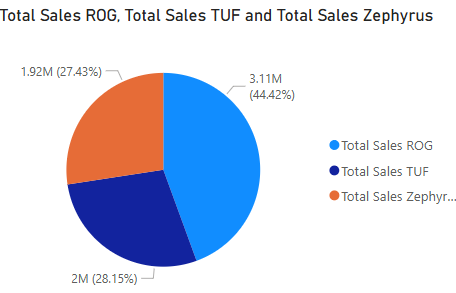 Total Sales ROG, Total Sales TUF and Total Sales Zephyrus
1.92M (27.43%)
3.11M
(44.42%)
Total Sales ROG
Total Sales TUF
Total Sales Zephyr...
2M (28.15%)